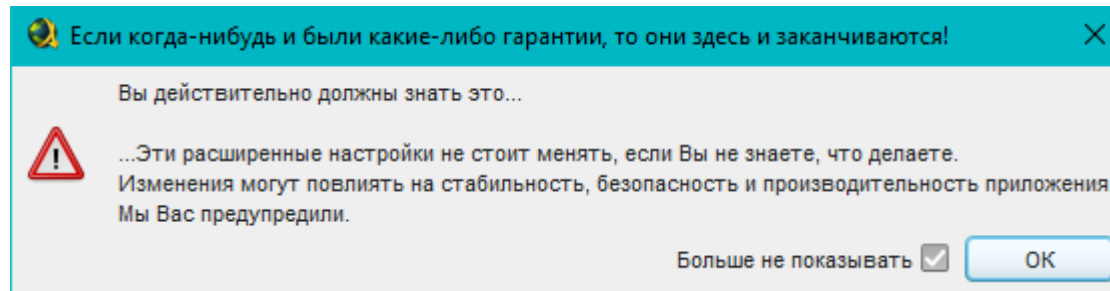 Если когда-нибудь и были какие-либо гарантии, то они здесь и заканчиваются!
Вы действительно должны знать это...
...Эти расширенные настройки не стоит менять, если Вы не знаете, что делаете.
Изменения могут повлиять на стабильность, безопасность и производительность приложения
Мы Вас предупредили.
Больше не показывать
ОК